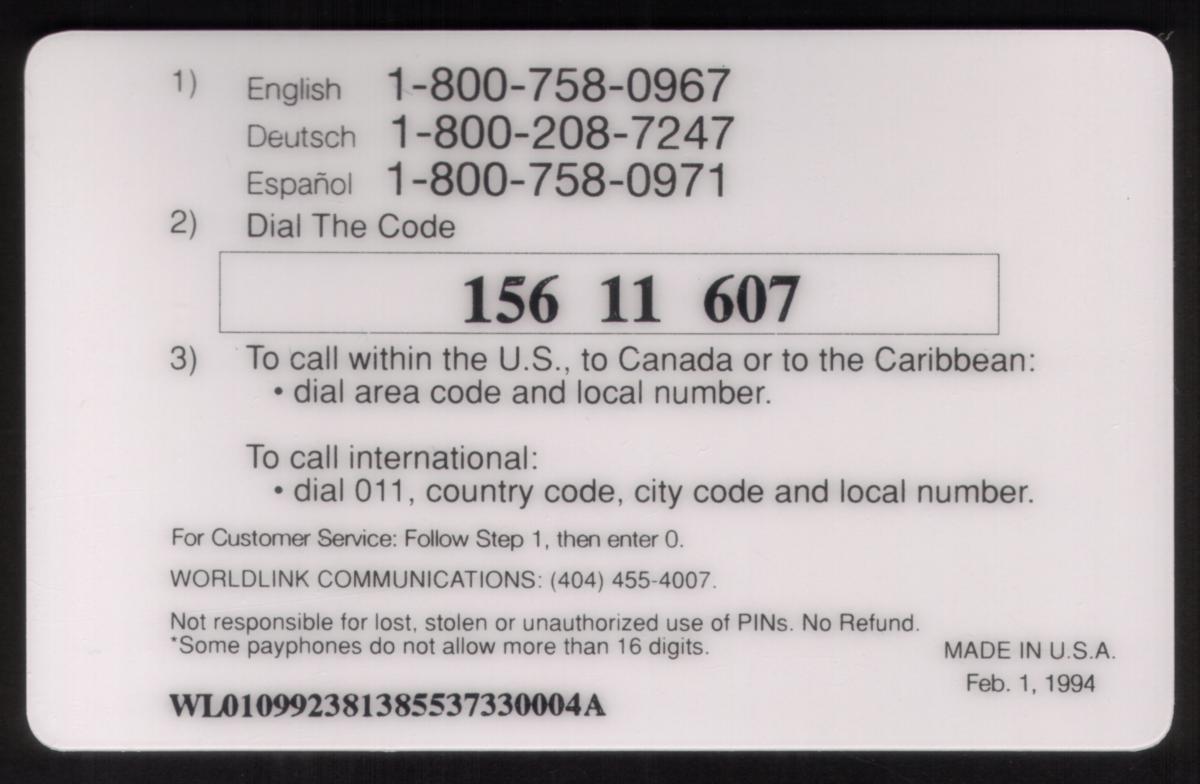 1) English 1-800-758-0967
Deutsch 1-800-208-7247
Español 1-800-758-0971
2) Dial The Code
156 11 607
3) To call within the U.S., to Canada or to the Caribbean:
• dial area code and local number.
To call international:
• dial 011, country code, city code and local number.
For Customer Service: Follow Step 1, then enter 0.
WORLDLINK COMMUNICATIONS: (404) 455-4007.
Not responsible for lost, stolen or unauthorized use of PINs. No Refund.
*Some payphones do not allow more than 16 digits.
MADE IN U.S.A.
Feb. 1, 1994
WL010992381385537330004A